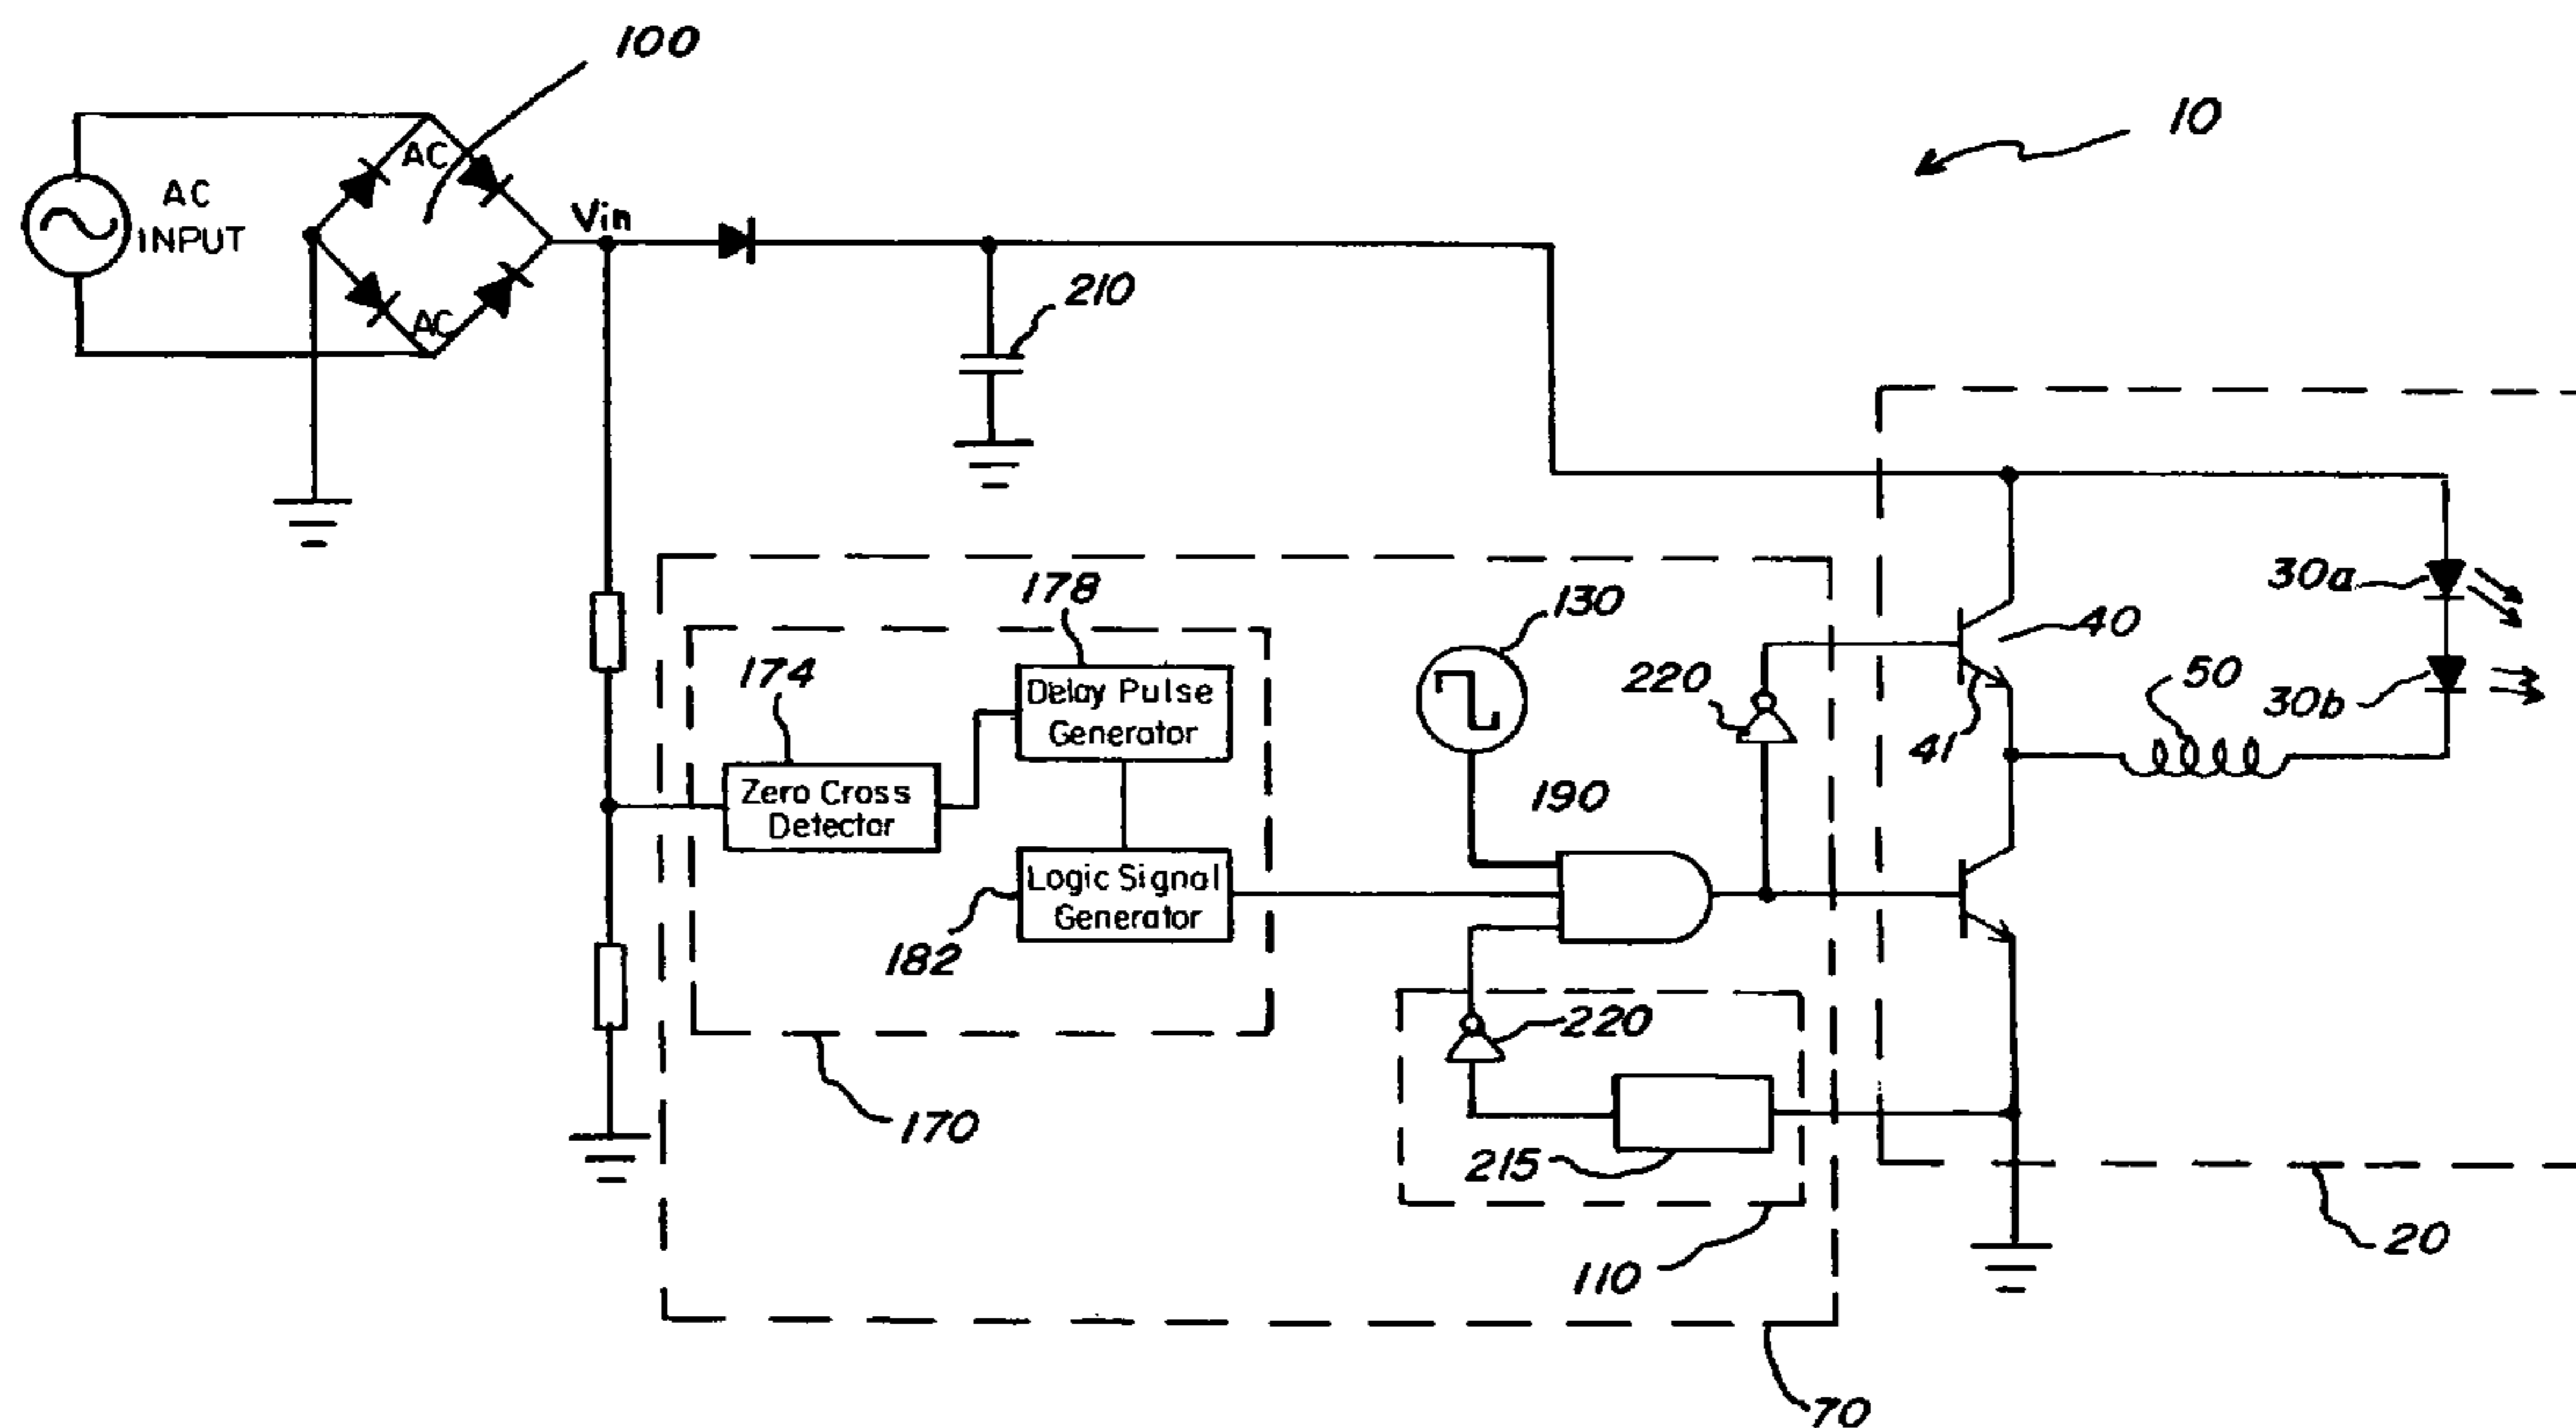 100
10
AC
AC
INPUT
Vin
AC
210
178
130
30a
174
Delay Pulse
Generator
220
40
50
30b
41
Zero Cross
Detector
190
Logic Signal
Generator
182
220
170
215
110
20
70